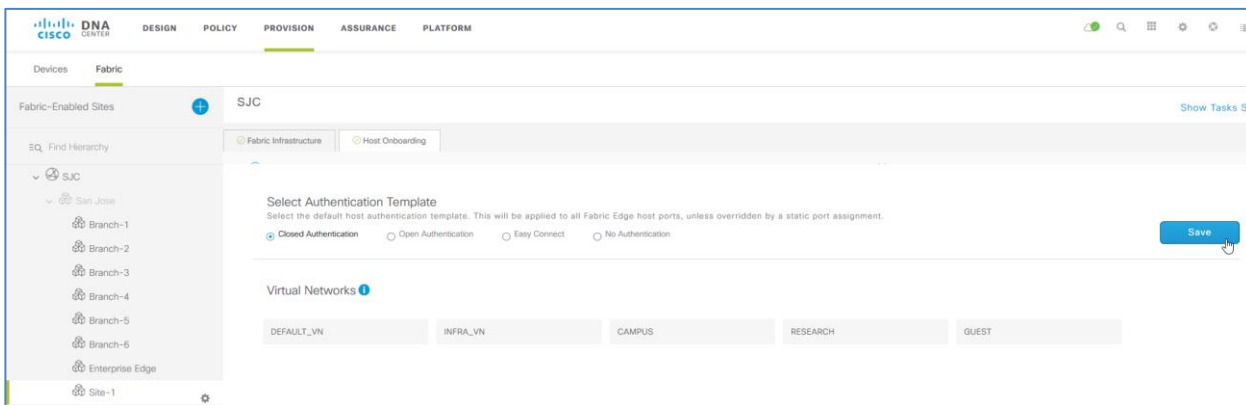 CISCO DNA CENTER DESIGN POLICY PROVISION ASSURANCE PLATFORM
Devices Fabric
Fabric-Enabled Sites SJC Show Tasks S
Find Hierarchy Fabric Infrastructure Host Onboarding
SJC
San Jose
Branch-1
Branch-2
Branch-3
Branch-4
Branch-5
Branch-6
Enterprise Edge
Site-1
Select Authentication Template
Select the default host authentication template. This will be applied to all Fabric Edge host ports, unless overridden by a static port assignment.
Closed Authentication Open Authentication Easy Connect No Authentication
Save
Virtual Networks
DEFAULT_VN INFRA_VN CAMPUS RESEARCH GUEST